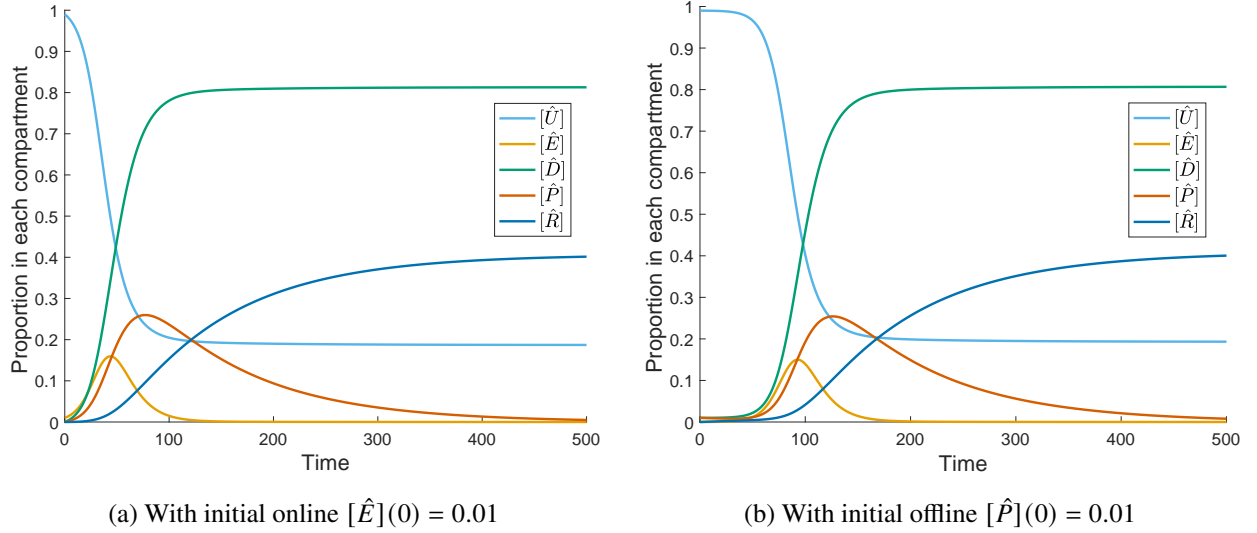 1
0.9
0.8
0.7
0.6
0.5
0.4
0.3
0.2
0.1
0
Proportion in each compartment
0 100 200 300 400 500
Time
[Û]
[Ê]
[D̂]
[P̂]
[R̂]
(a) With initial online [Ê](0) = 0.01
1
0.9
0.8
0.7
0.6
0.5
0.4
0.3
0.2
0.1
0
Proportion in each compartment
0 100 200 300 400 500
Time
[Û]
[Ê]
[D̂]
[P̂]
[R̂]
(b) With initial offline [P̂](0) = 0.01